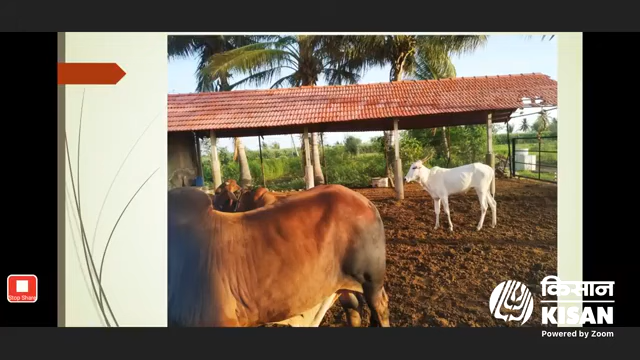 Stop Share
किसान
KISAN
Powered by Zoom